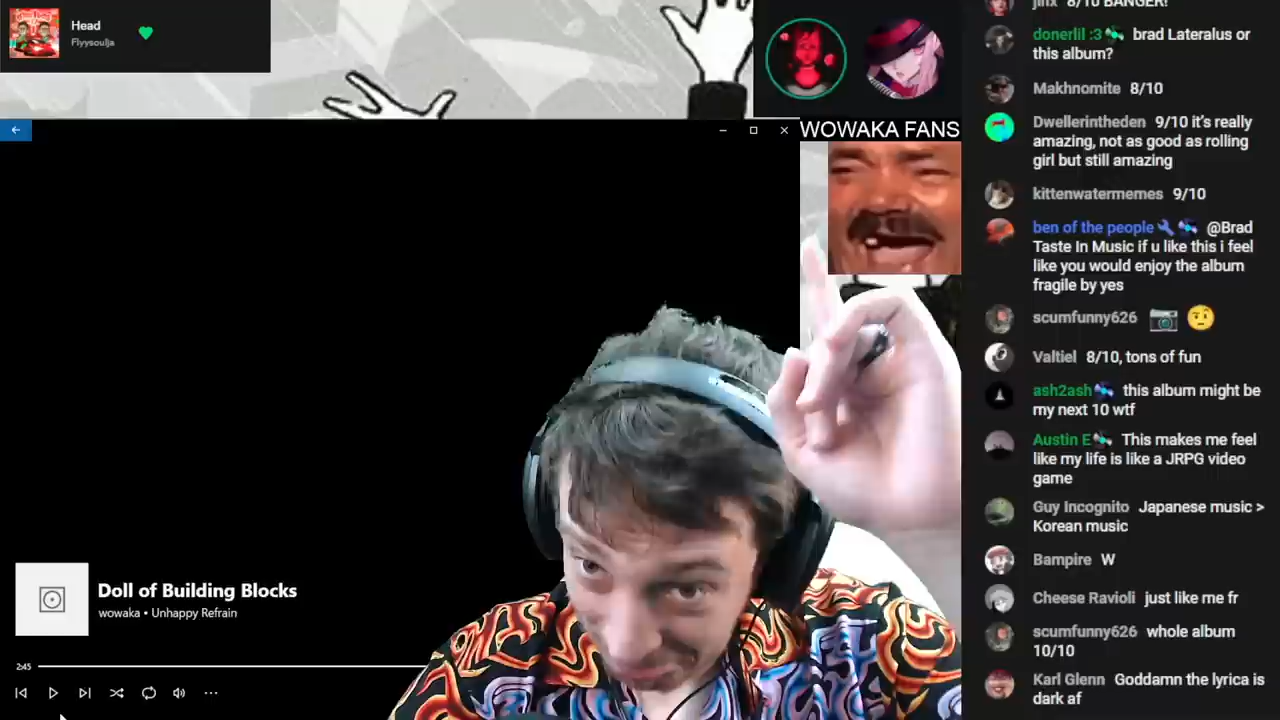 Head
Flyysoulja
WOWAKA FANS
Doll of Building Blocks
wowaka • Unhappy Refrain
2:45
jinx 8/10 BANGER!
donerlil :3 brad Lateralus or
this album?
Makhnomite 8/10
Dwellerintheden 9/10 it's really
amazing, not as good as rolling
girl but still amazing
kittenwatermemes 9/10
ben of the people @Brad
Taste In Music if u like this i feel
like you would enjoy the album
fragile by yes
scumfunny626
Valtiel 8/10, tons of fun
ash2ash this album might be
my next 10 wtf
Austin E This makes me feel
like my life is like a JRPG video
game
Guy Incognito Japanese music >
Korean music
Bampire W
Cheese Ravioli just like me fr
scumfunny626 whole album
10/10
Karl Glenn Goddamn the lyrica is
dark af